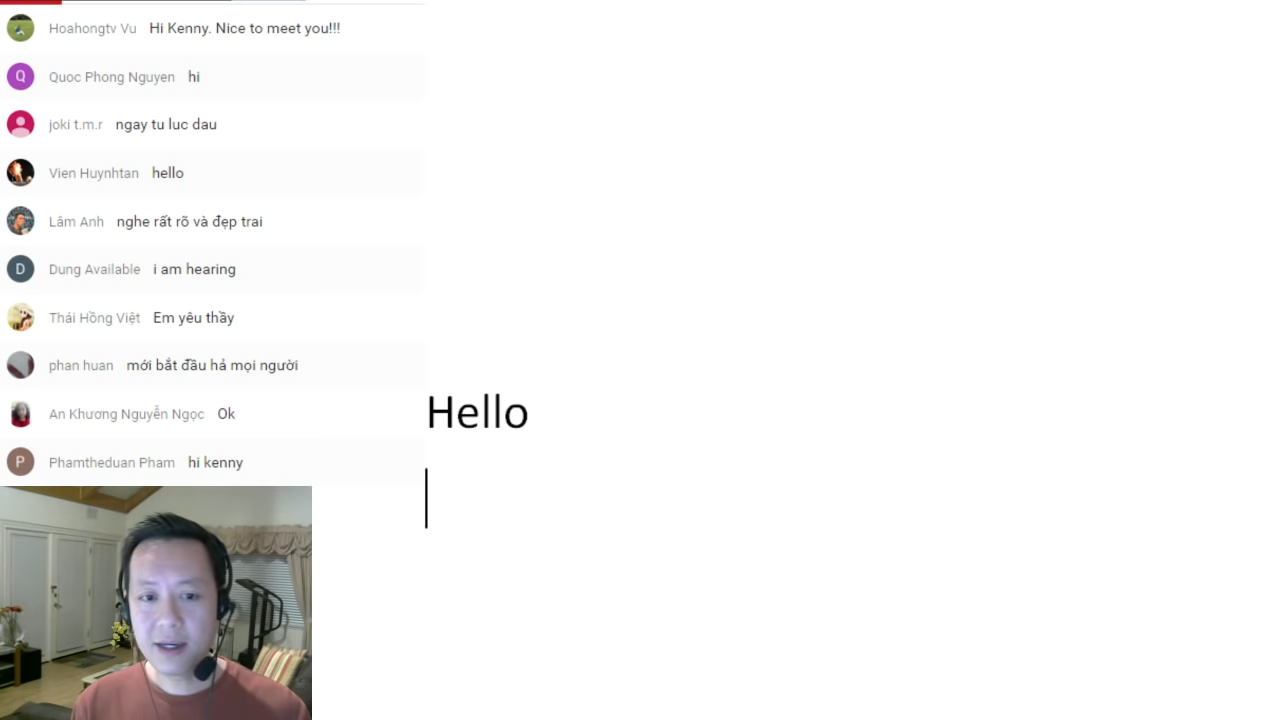 Hoahongtv Vu Hi Kenny. Nice to meet you!!!
Q Quoc Phong Nguyen hi
joki t.m.r ngay tu luc dau
Vien Huynhtan hello
Lâm Anh nghe rất rõ và đẹp trai
D Dung Available i am hearing
Thái Hồng Việt Em yêu thầy
phan huan mới bắt đầu hả mọi người
An Khương Nguyễn Ngọc Ok
P Phamtheduan Pham hi kenny
Hello